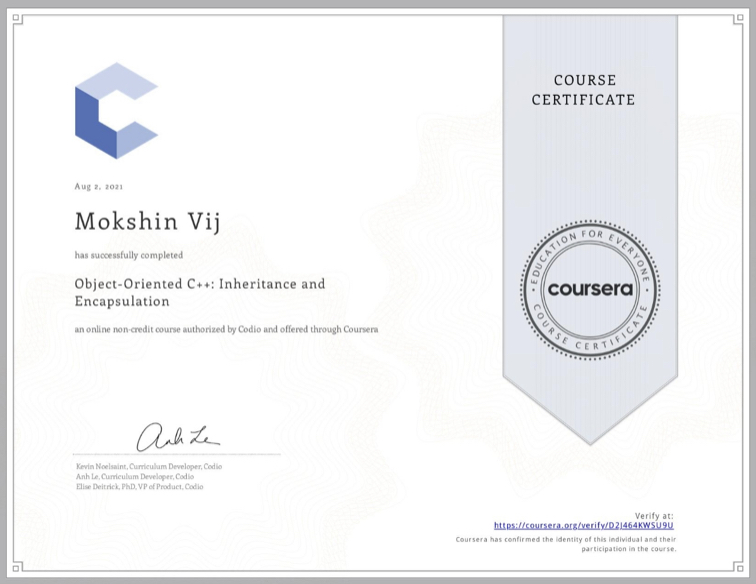 COURSE
CERTIFICATE
Aug 2, 2021
Mokshin Vij
has successfully completed
Object-Oriented C++: Inheritance and
Encapsulation
an online non-credit course authorized by Codio and offered through Coursera
EDUCATION FOR EVERYONE
coursera
COURSE CERTIFICATE
Anh Le
Kevin Noelsaint, Curriculum Developer, Codio
Anh Le, Curriculum Developer, Codio
Elise Deitrick, PhD, VP of Product, Codio
Verify at:
https://coursera.org/verify/D2J464KWSU9U
Coursera has confirmed the identity of this individual and their
participation in the course.